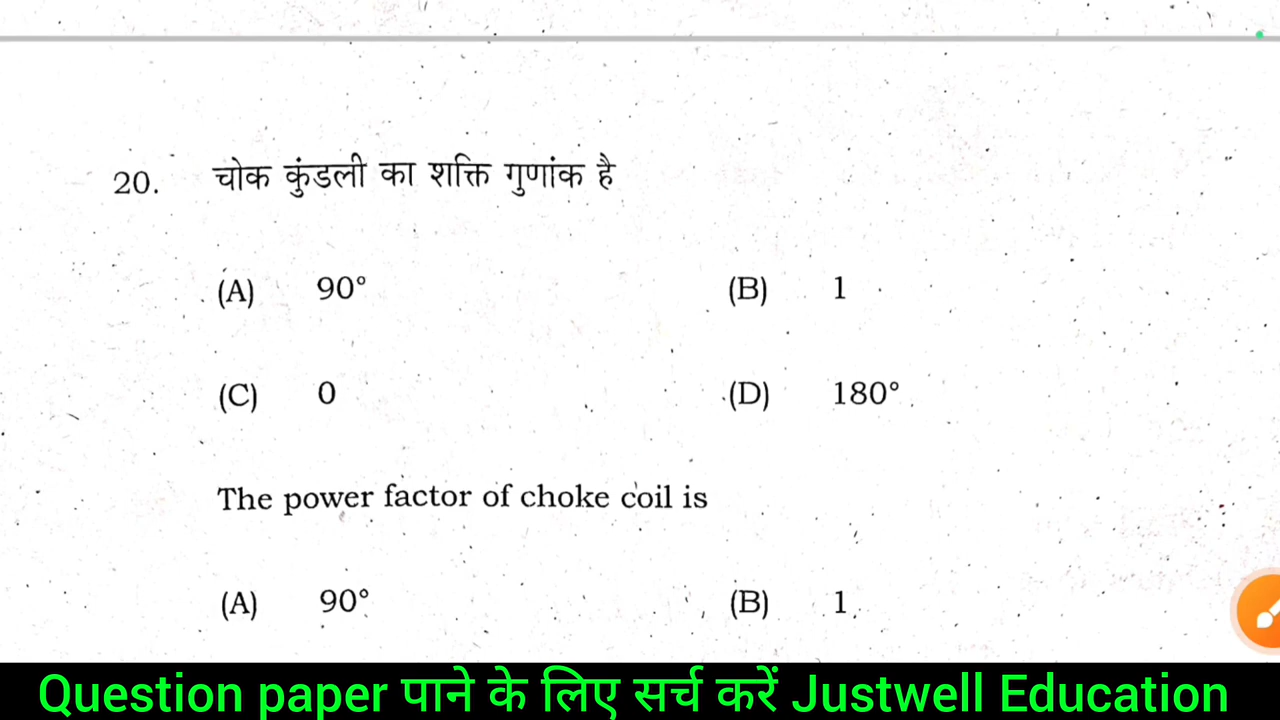 20. चोक कुंडली का शक्ति गुणांक है
(A) 90° (B) 1
(C) 0 (D) 180°
The power factor of choke coil is
(A) 90° (B) 1
Question paper पाने के लिए सर्च करें Justwell Education